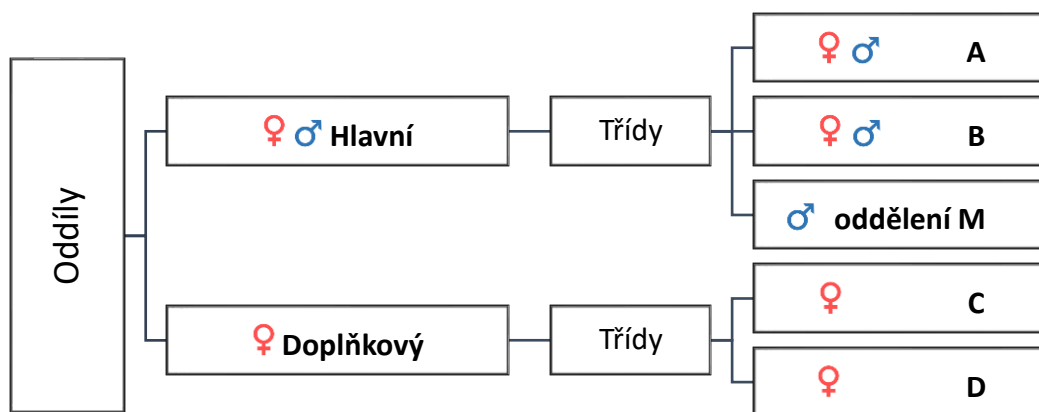 Oddíly
♀ ♂ Hlavní
Třídy
♀ ♂ A
♀ ♂ B
♂ oddělení M
♀ Doplňkový
Třídy
♀ C
♀ D